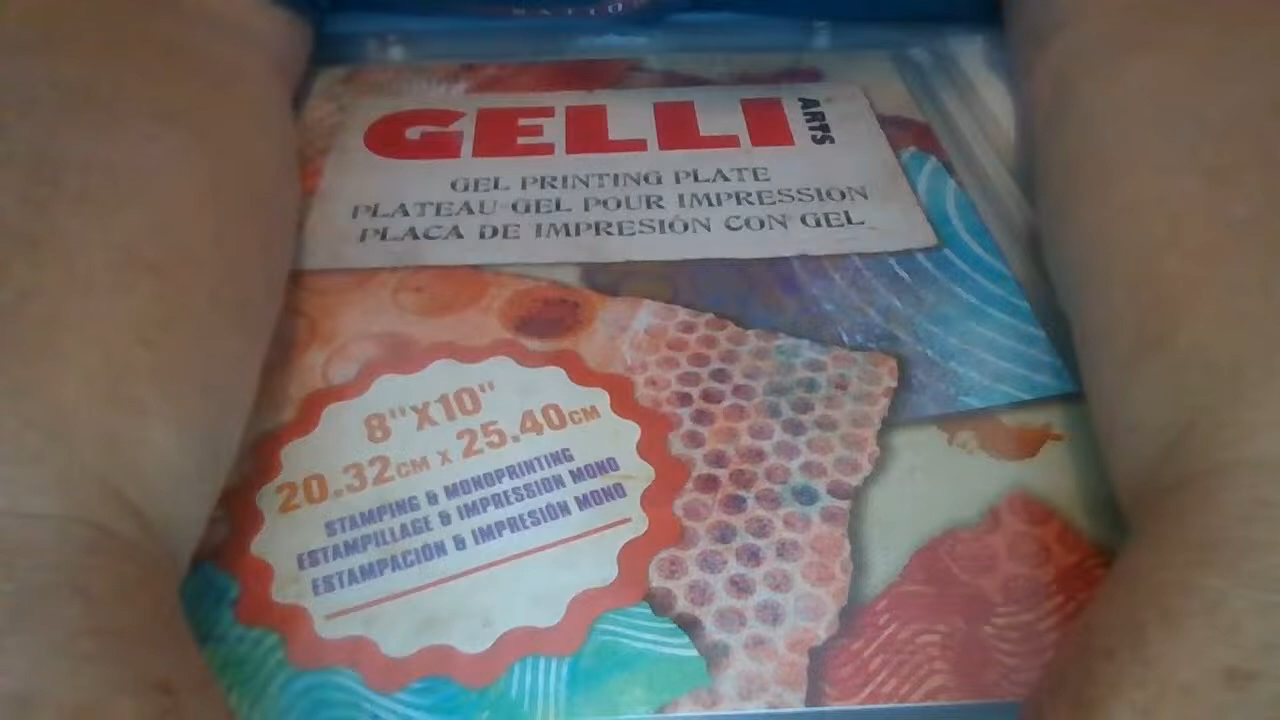 GELLI ARTS
GEL PRINTING PLATE
PLATEAU GEL POUR IMPRESSION
PLACA DE IMPRESIÓN CON GEL
8"X10"
20.32CM X 25.40CM
STAMPING & MONOPRINTING
ESTAMPILLAGE & IMPRESSION MONO
ESTAMPACION & IMPRESIÓN MONO